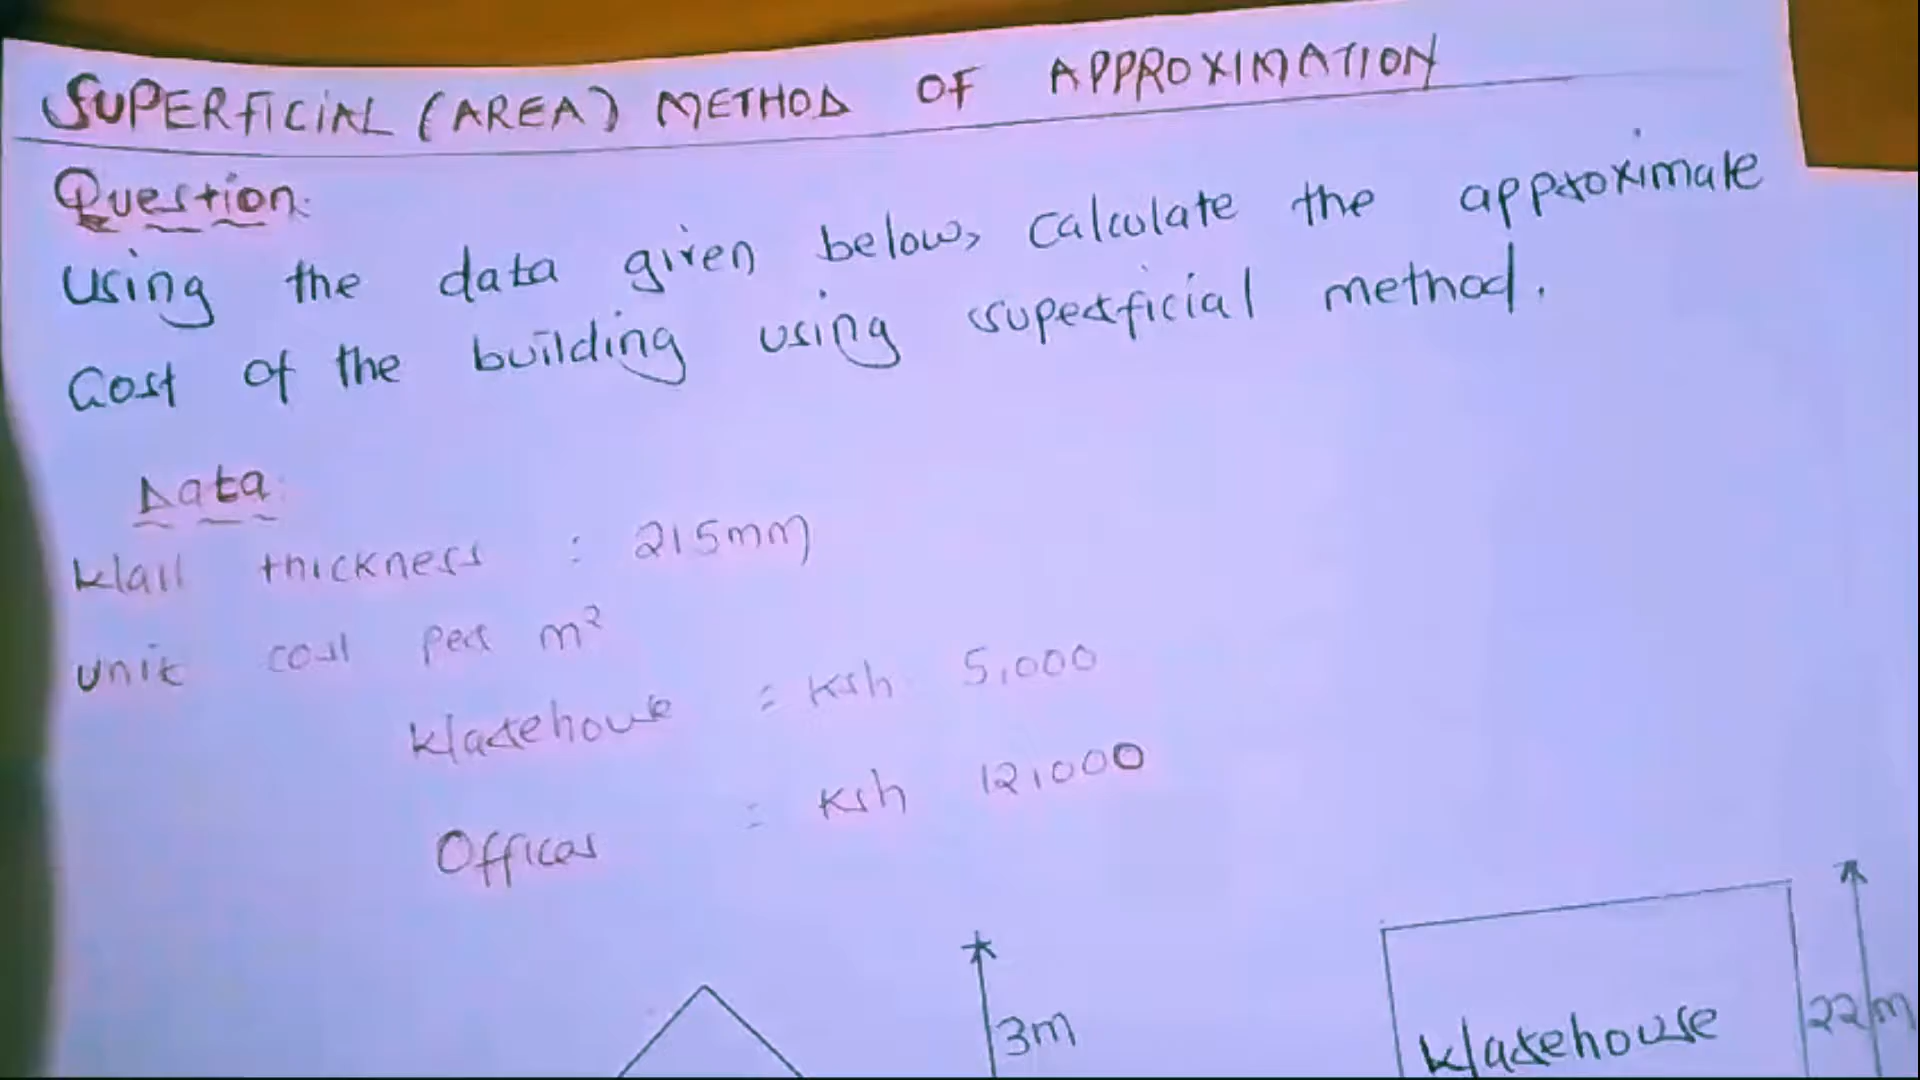 SUPERFICIAL (AREA) METHOD OF APPROXIMATION
Question:
Using the data given below, calculate the approximate
Cost of the building using superficial method.
Data:
Wall thickness : 215mm
Unit cost per m²
Warehouse = Ksh 5,000
Offices = Ksh 12,000
3m
Warehouse
22m